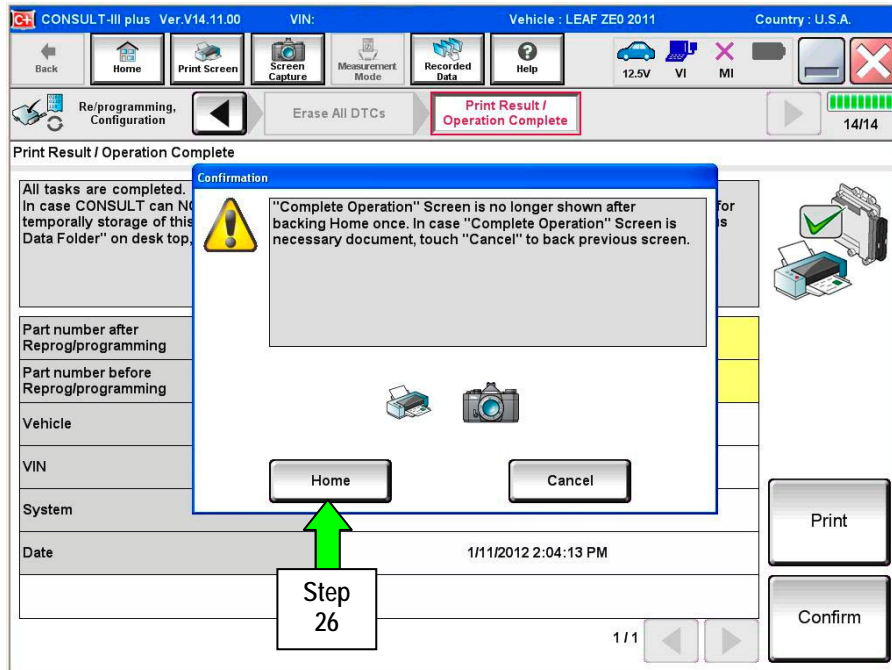 CONSULT-III plus Ver.V14.11.00 VIN: Vehicle : LEAF ZE0 2011 Country : U.S.A.
Back
Home
Print Screen
Screen
Capture
Measurement
Mode
Recorded
Data
Help
12.5V
VI
MI
Re/programming,
Configuration
Erase All DTCs
Print Result /
Operation Complete
14/14
Print Result / Operation Complete
All tasks are completed.
In case CONSULT can for
temporally storage of this
Data Folder" on desk top,
Confirmation
"Complete Operation" Screen is no longer shown after
backing Home once. In case "Complete Operation" Screen is
necessary document, touch "Cancel" to back previous screen.
Home
Cancel
Part number after
Reprog/programming
Part number before
Reprog/programming
Vehicle
VIN
System
Date 1/11/2012 2:04:13 PM
Step
26
1/1
Print
Confirm